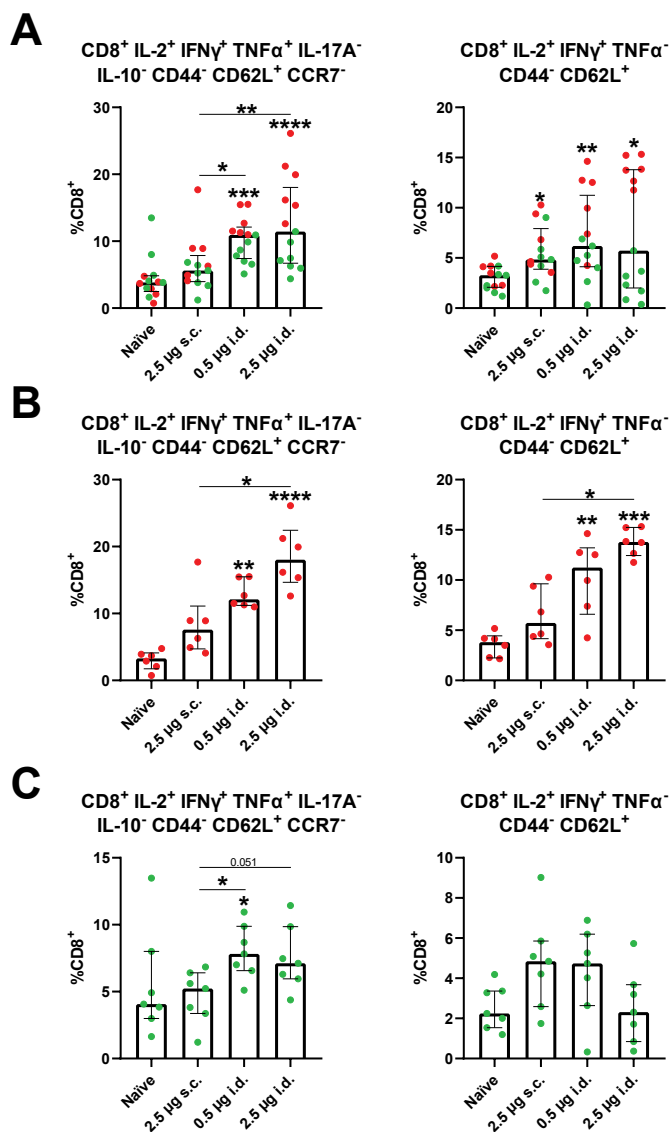 A
CD8⁺ IL-2⁺ IFNγ⁺ TNFα⁺ IL-17A⁻
IL-10⁻ CD44⁻ CD62L⁺ CCR7⁻
%CD8⁺
30
20
10
0
*
**
***
****
Naïve
2.5 µg s.c.
0.5 µg i.d.
2.5 µg i.d.
CD8⁺ IL-2⁺ IFNγ⁺ TNFα⁻
CD44⁻ CD62L⁺
%CD8⁺
20
15
10
5
0
*
**
*
Naïve
2.5 µg s.c.
0.5 µg i.d.
2.5 µg i.d.
B
CD8⁺ IL-2⁺ IFNγ⁺ TNFα⁺ IL-17A⁻
IL-10⁻ CD44⁻ CD62L⁺ CCR7⁻
%CD8⁺
30
20
10
0
*
**
****
Naïve
2.5 µg s.c.
0.5 µg i.d.
2.5 µg i.d.
CD8⁺ IL-2⁺ IFNγ⁺ TNFα⁻
CD44⁻ CD62L⁺
%CD8⁺
20
15
10
5
0
*
**
***
Naïve
2.5 µg s.c.
0.5 µg i.d.
2.5 µg i.d.
C
CD8⁺ IL-2⁺ IFNγ⁺ TNFα⁺ IL-17A⁻
IL-10⁻ CD44⁻ CD62L⁺ CCR7⁻
%CD8⁺
15
10
5
0
0.051
*
*
Naïve
2.5 µg s.c.
0.5 µg i.d.
2.5 µg i.d.
CD8⁺ IL-2⁺ IFNγ⁺ TNFα⁻
CD44⁻ CD62L⁺
%CD8⁺
10
8
6
4
2
0
Naïve
2.5 µg s.c.
0.5 µg i.d.
2.5 µg i.d.